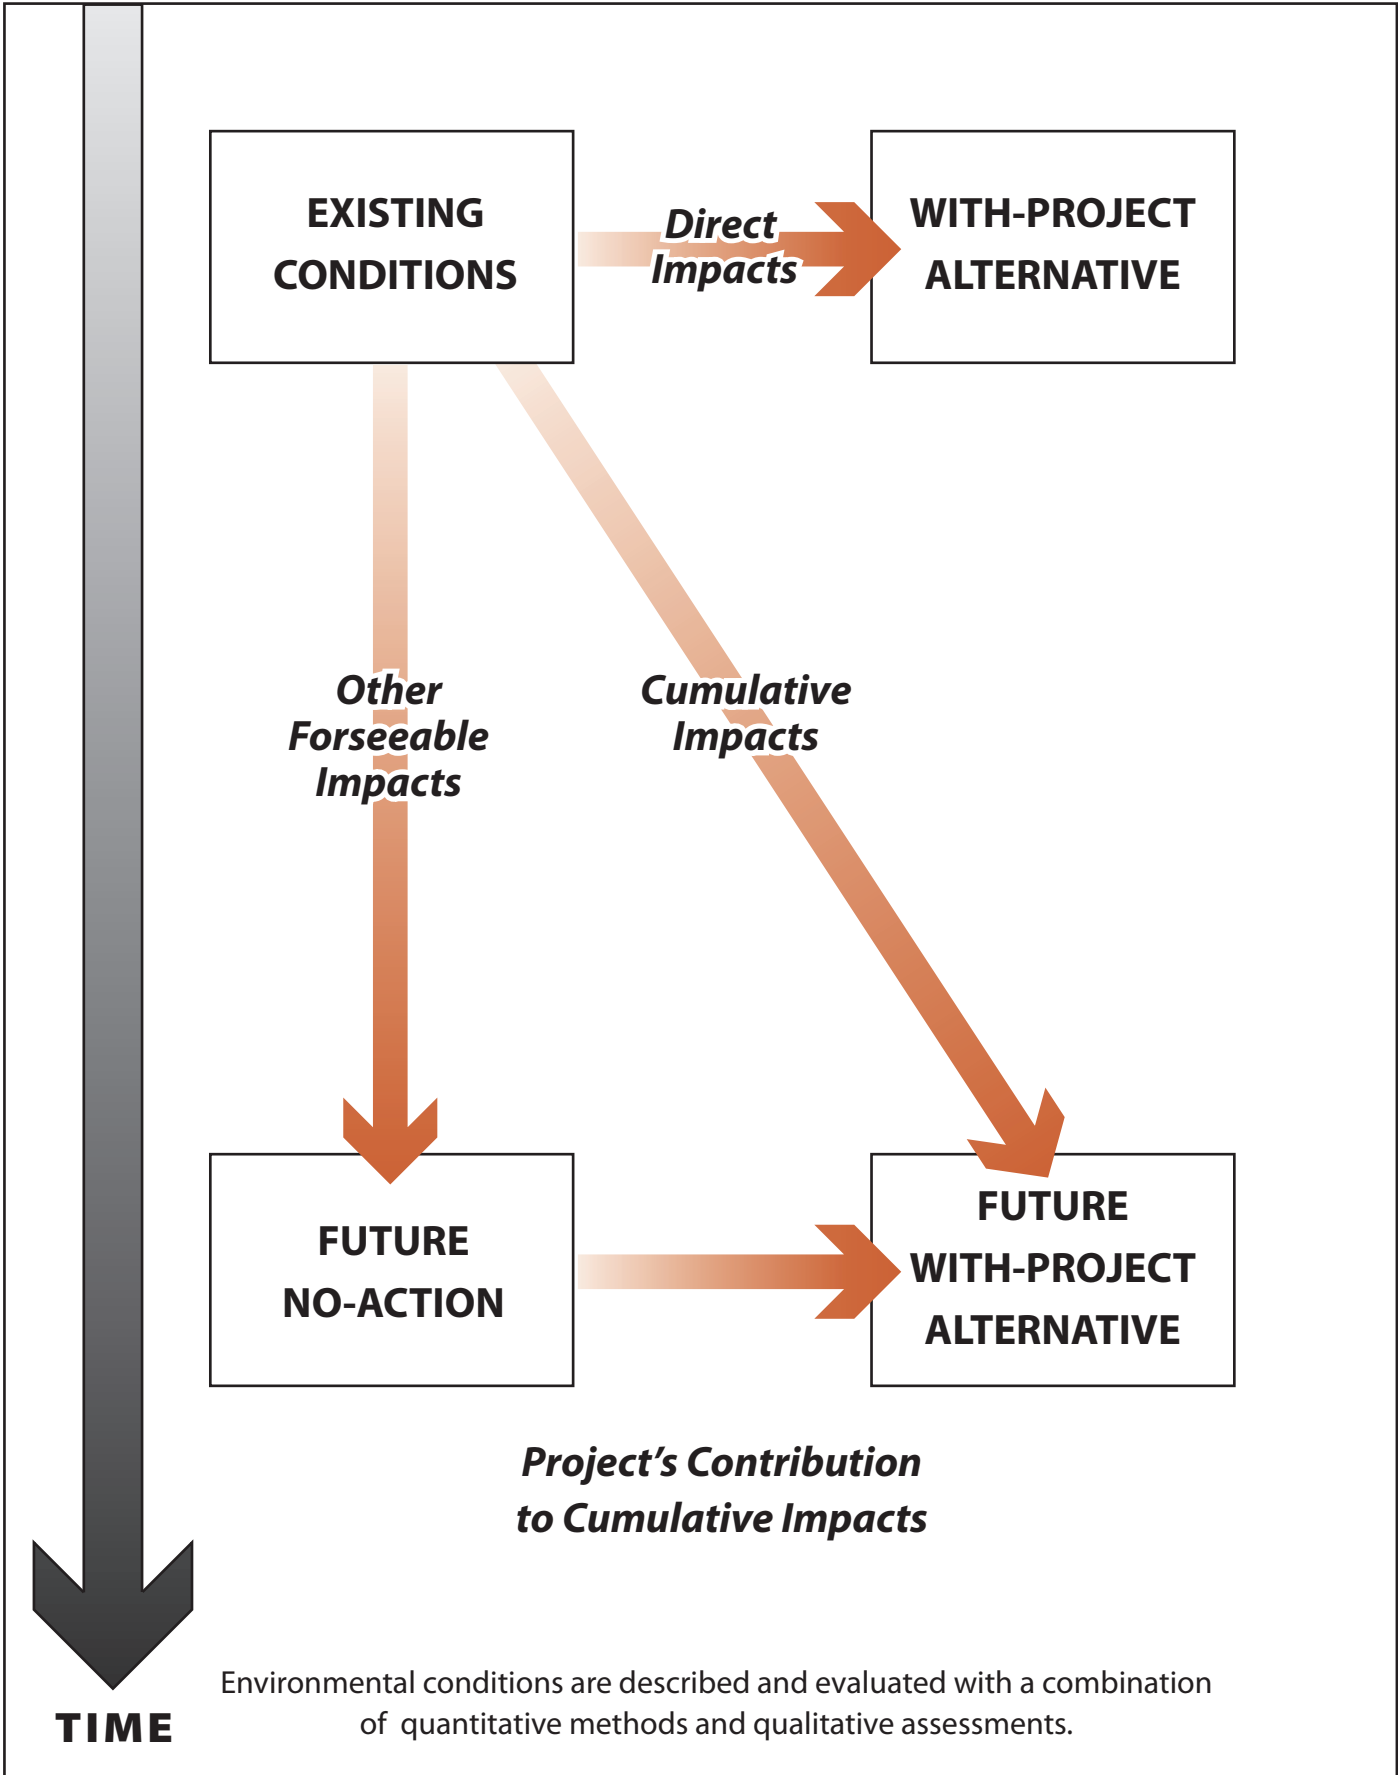 EXISTING
CONDITIONS
Direct
Impacts
WITH-PROJECT
ALTERNATIVE
Other
Forseeable
Impacts
Cumulative
Impacts
FUTURE
NO-ACTION
FUTURE
WITH-PROJECT
ALTERNATIVE
Project’s Contribution
to Cumulative Impacts
TIME
Environmental conditions are described and evaluated with a combination
of quantitative methods and qualitative assessments.